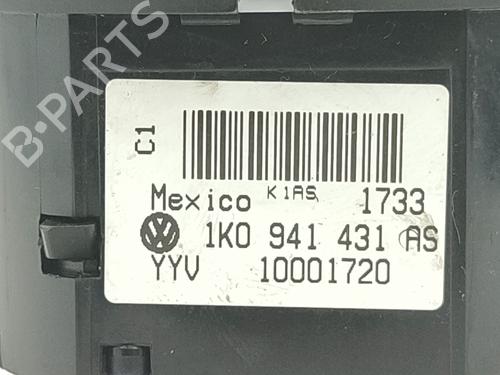 B-PARTS
C1
K1AS
Mexico 1733
1K0 941 431 AS
YYV 10001720